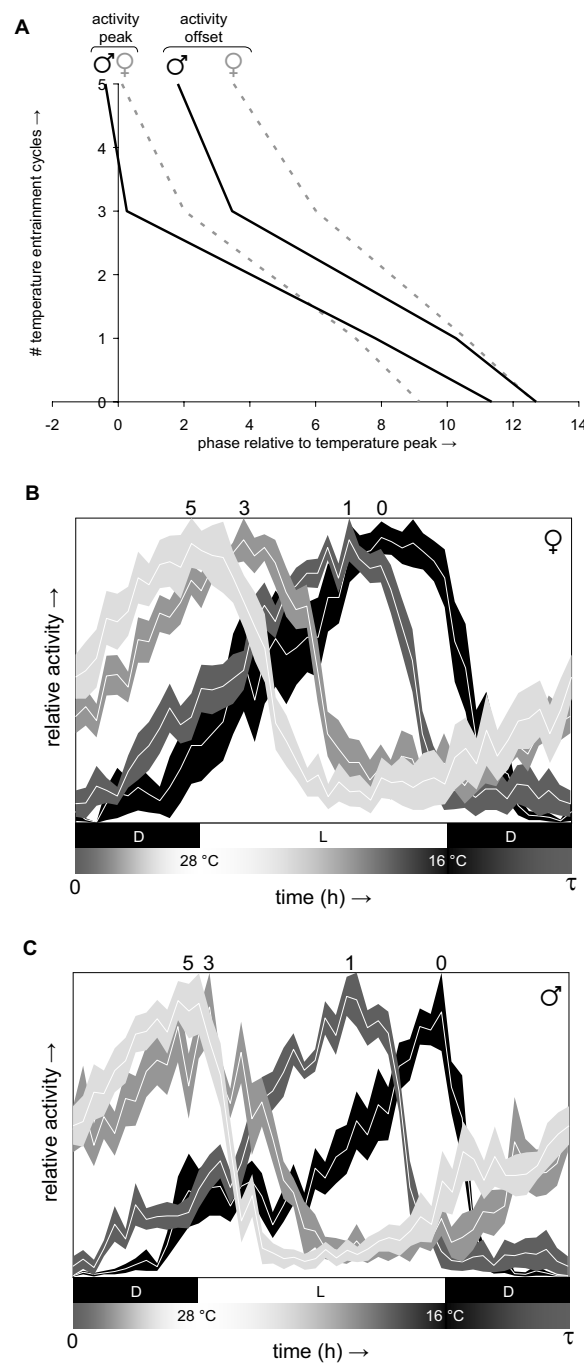 A
activity peak
activity offset
♂ ♀ ♂ ♀
# temperature entrainment cycles →
5
4
3
2
1
0
-2 0 2 4 6 8 10 12 14
phase relative to temperature peak →
B
5 3 1 0
♀
relative activity →
D L D
28 °C 16 °C
0 τ
time (h) →
C
5 3 1 0
♂
relative activity →
D L D
28 °C 16 °C
0 τ
time (h) →